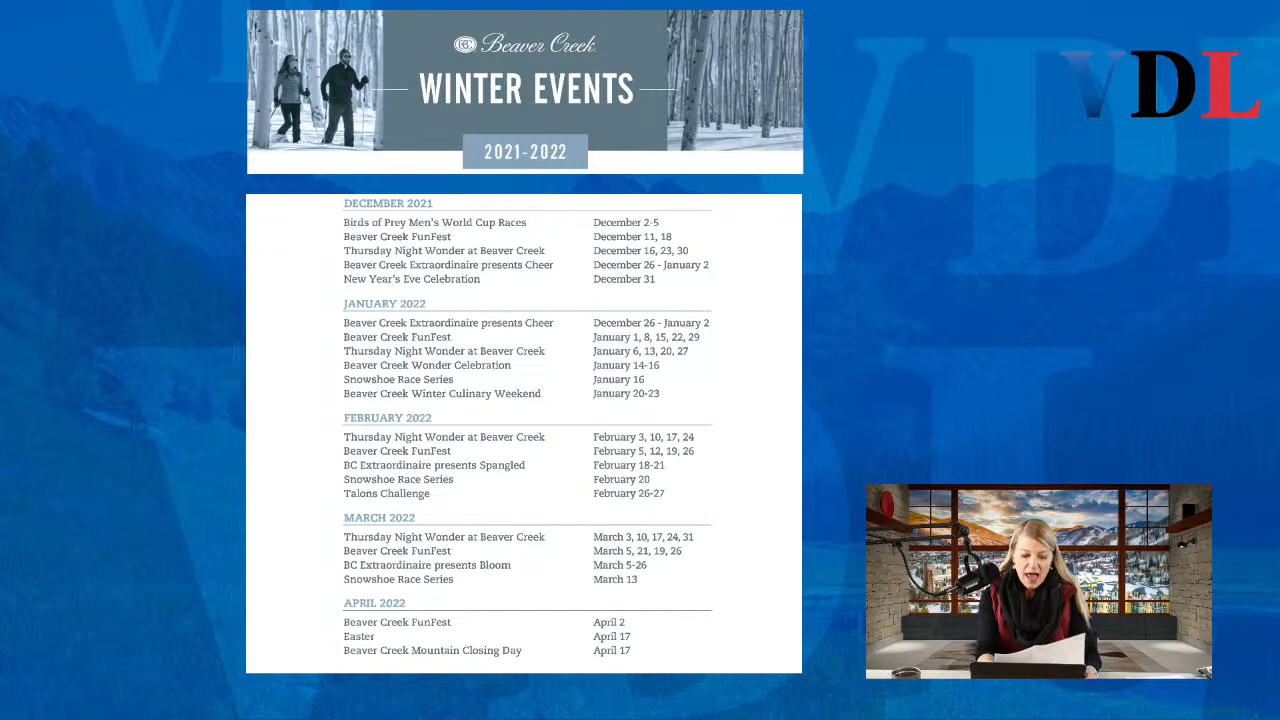 Beaver Creek
WINTER EVENTS
2021-2022
VDL
DECEMBER 2021
Birds of Prey Men's World Cup Races December 2-5
Beaver Creek FunFest December 11, 18
Thursday Night Wonder at Beaver Creek December 16, 23, 30
Beaver Creek Extraordinaire presents Cheer December 26 - January 2
New Year's Eve Celebration December 31
JANUARY 2022
Beaver Creek Extraordinaire presents Cheer December 26 - January 2
Beaver Creek FunFest January 1, 8, 15, 22, 29
Thursday Night Wonder at Beaver Creek January 6, 13, 20, 27
Beaver Creek Wonder Celebration January 14-16
Snowshoe Race Series January 16
Beaver Creek Winter Culinary Weekend January 20-23
FEBRUARY 2022
Thursday Night Wonder at Beaver Creek February 3, 10, 17, 24
Beaver Creek FunFest February 5, 12, 19, 26
BC Extraordinaire presents Spangled February 18-21
Snowshoe Race Series February 20
Talons Challenge February 26-27
MARCH 2022
Thursday Night Wonder at Beaver Creek March 3, 10, 17, 24, 31
Beaver Creek FunFest March 5, 21, 19, 26
BC Extraordinaire presents Bloom March 5-26
Snowshoe Race Series March 13
APRIL 2022
Beaver Creek FunFest April 2
Easter April 17
Beaver Creek Mountain Closing Day April 17